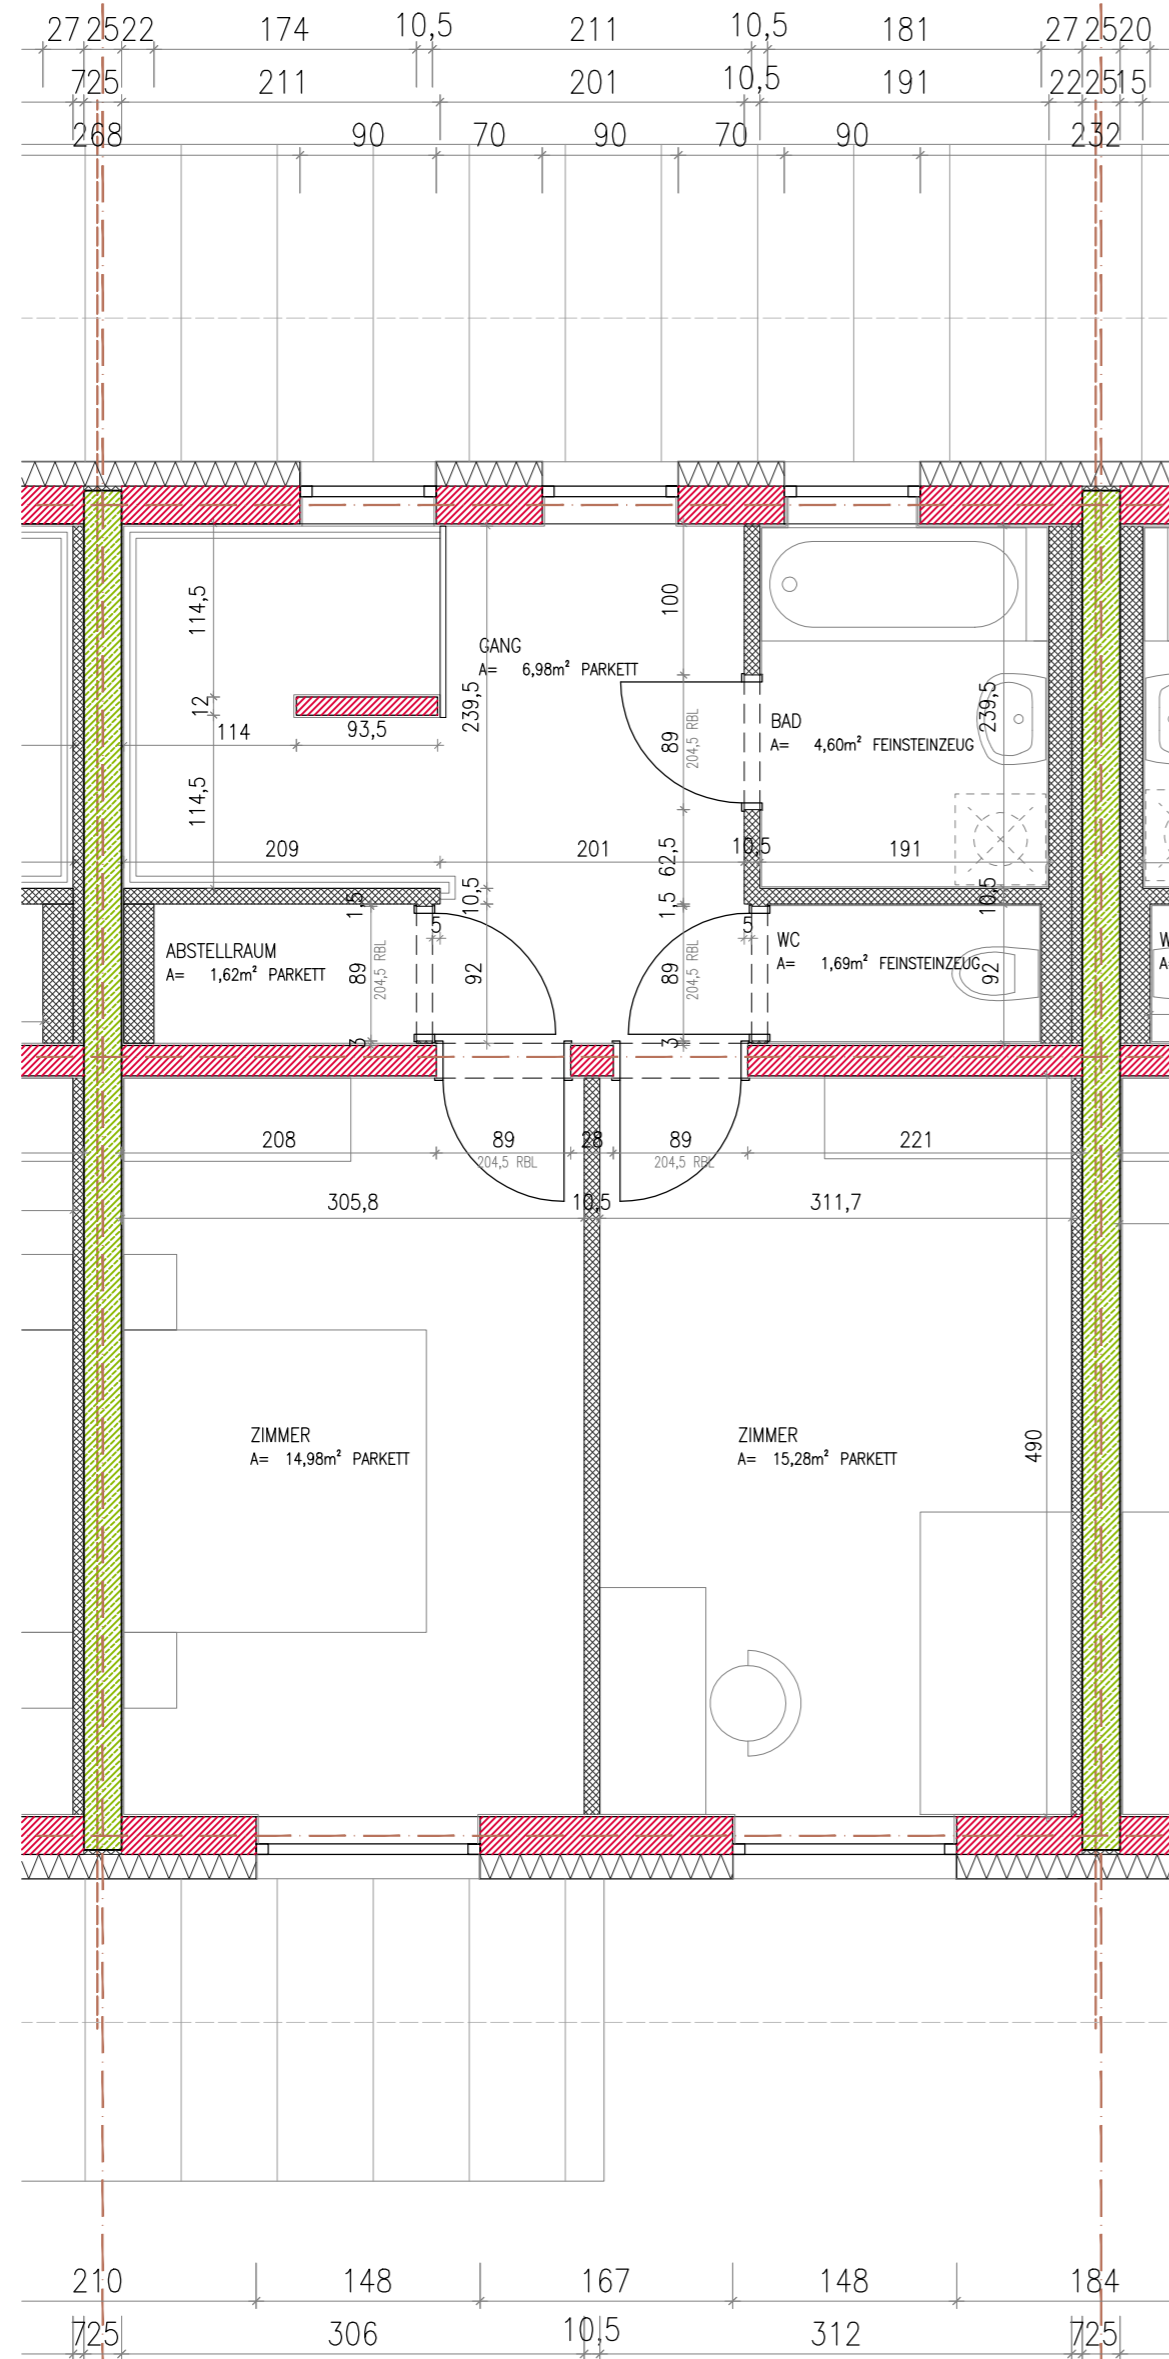 27 25 22 174 10,5 211 10,5 181 27 25 20
7 25 211 201 10,5 191 22 25 15
268 90 70 90 70 90 232
114,5
100
GANG
A= 6,98m² PARKETT
12
239,5
114 93,5
89
204,5 RBL
BAD
A= 4,60m² FEINSTEINZEUG
239,5
114,5
209 201 62,5 10,5 191
1,5
10,5
1,5
10,5
ABSTELLRAUM
A= 1,62m² PARKETT
89
204,5 RBL
5
92
89
204,5 RBL
5
WC
A= 1,69m² FEINSTEINZEUG
92
3
3
208 89 28 89 221
204,5 RBL 204,5 RBL
305,8 10,5 311,7
ZIMMER
A= 14,98m² PARKETT
ZIMMER
A= 15,28m² PARKETT
490
210 148 167 148 184
7 25 306 10,5 312 7 25